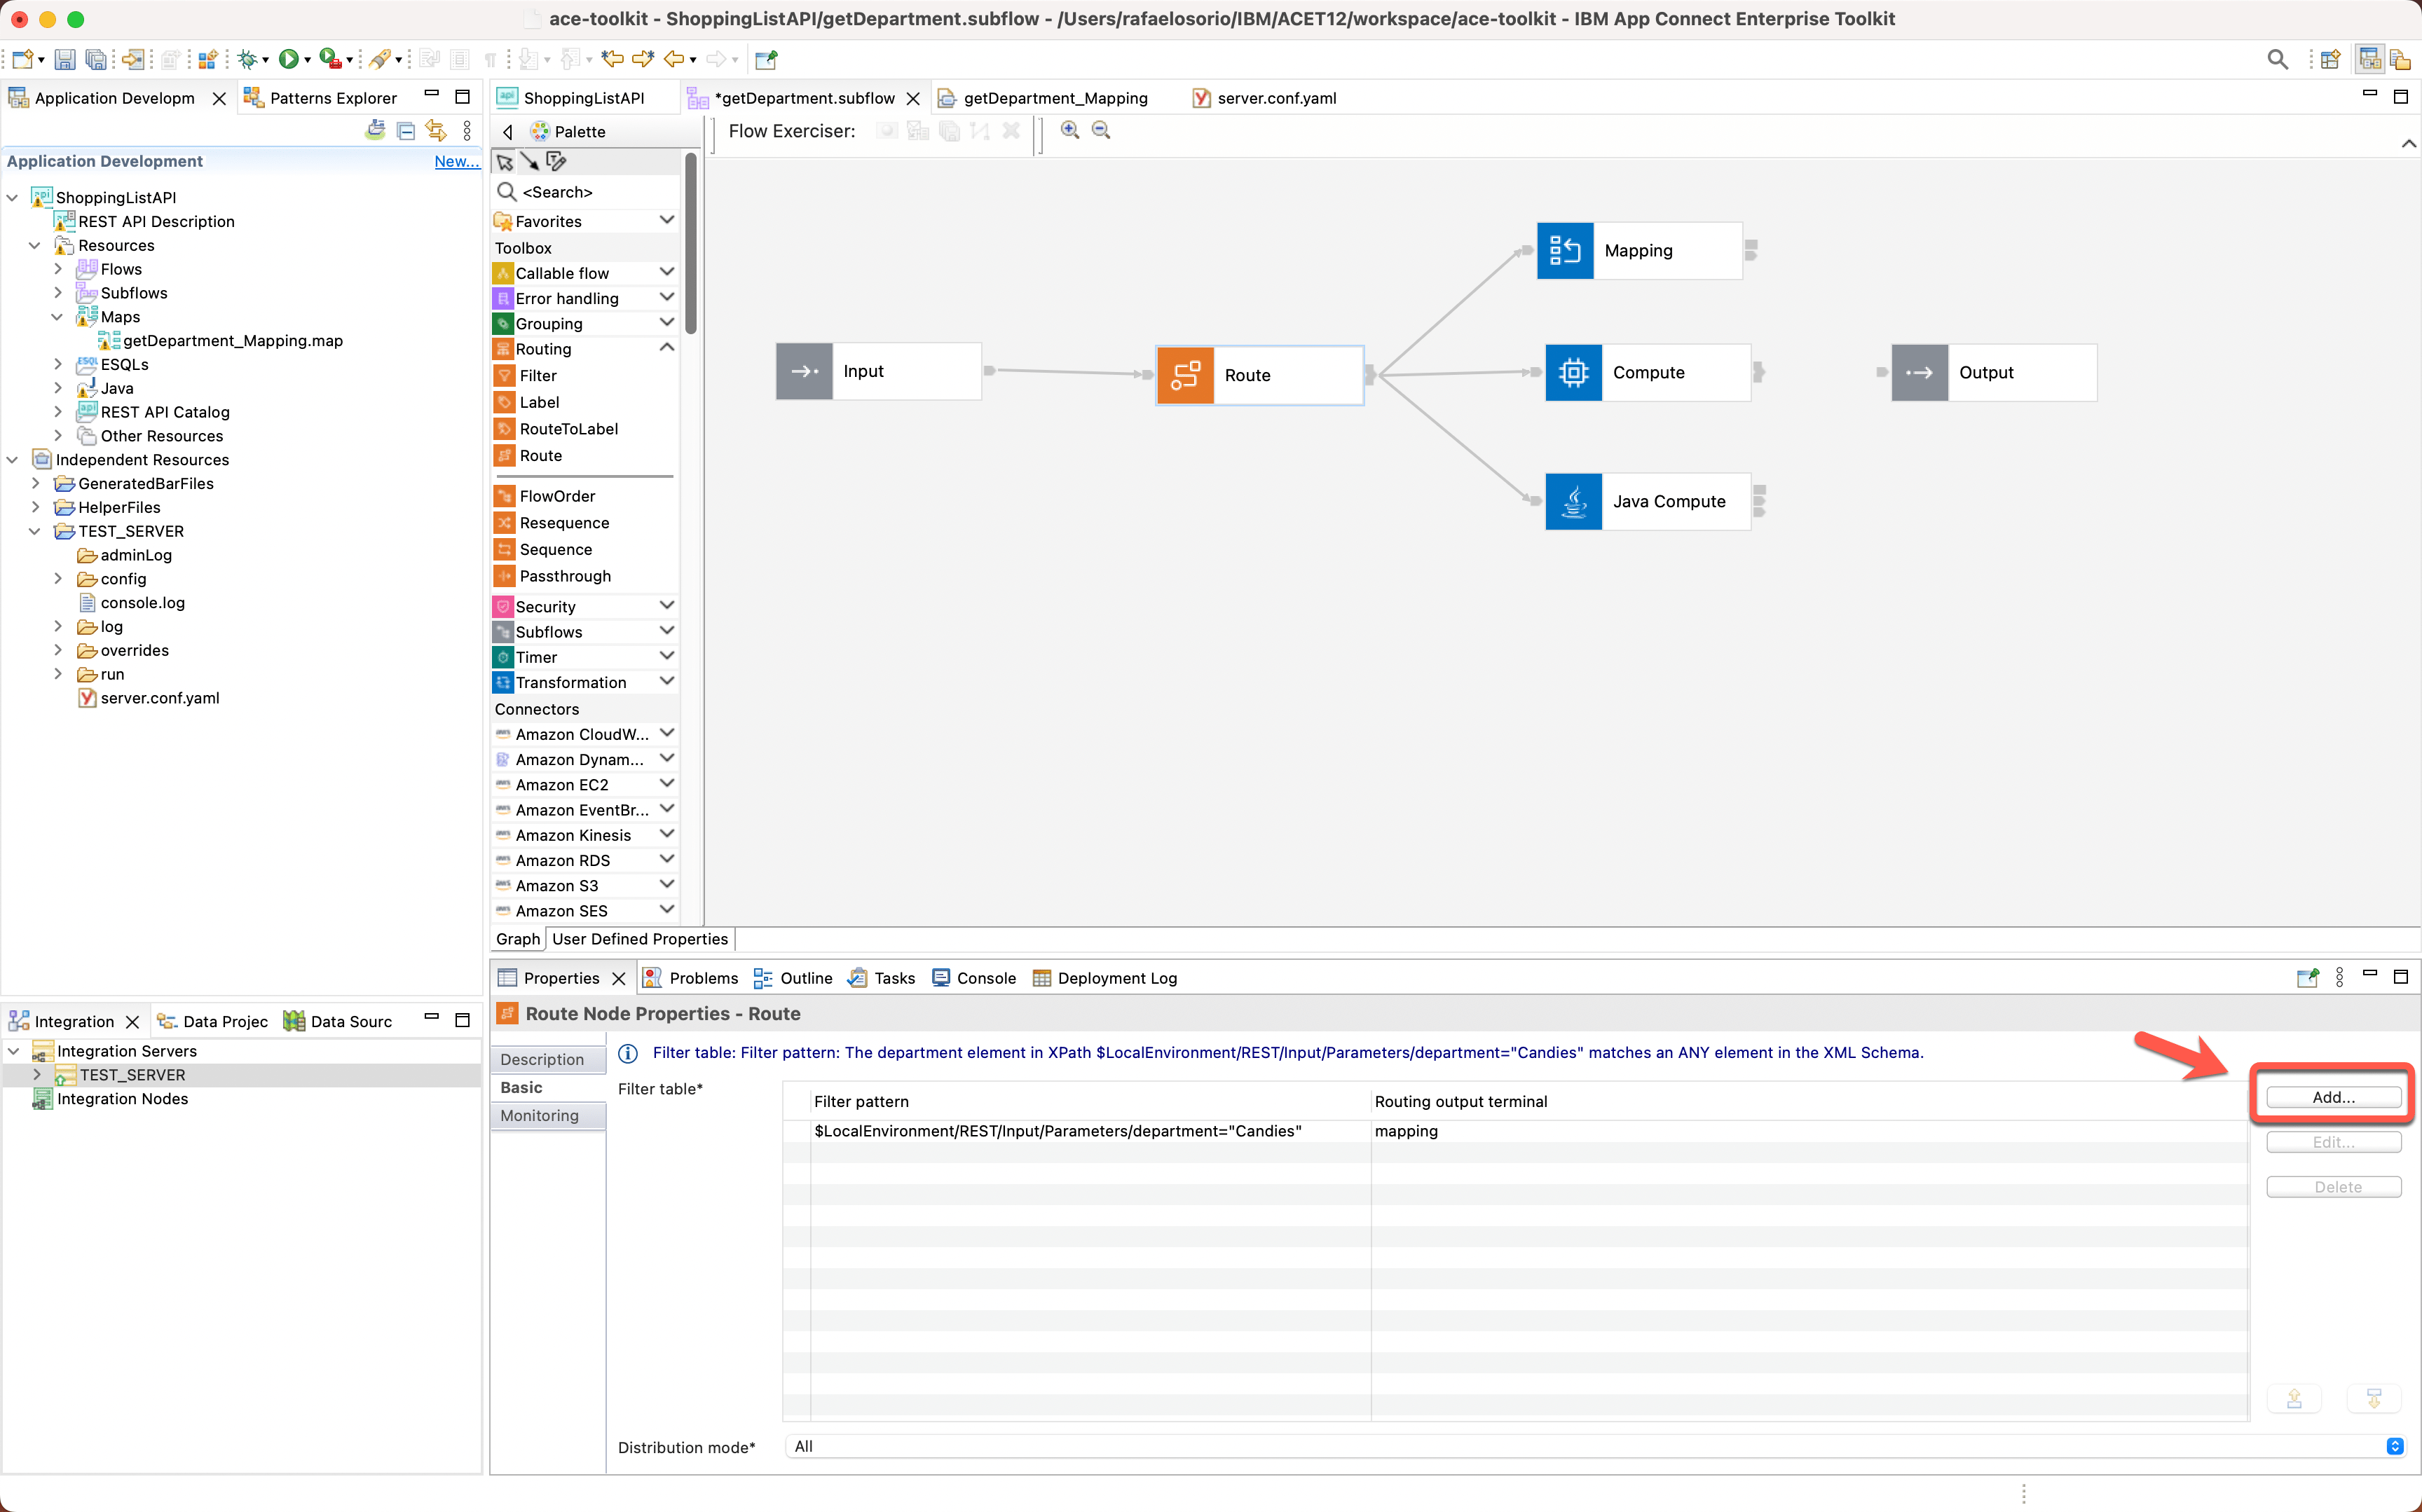 ace-toolkit - ShoppingListAPI/getDepartment.subflow - /Users/rafaelosorio/IBM/ACET12/workspace/ace-toolkit - IBM App Connect Enterprise Toolkit
Application Developm
Patterns Explorer
Application Development
New...
ShoppingListAPI
REST API Description
Resources
Flows
Subflows
Maps
getDepartment_Mapping.map
ESQLs
Java
REST API Catalog
Other Resources
Independent Resources
GeneratedBarFiles
HelperFiles
TEST_SERVER
adminLog
config
console.log
log
overrides
run
server.conf.yaml
Integration
Data Projec
Data Sourc
Integration Servers
TEST_SERVER
Integration Nodes
ShoppingListAPI
*getDepartment.subflow
getDepartment_Mapping
server.conf.yaml
Palette
Flow Exerciser:
<Search>
Favorites
Toolbox
Callable flow
Error handling
Grouping
Routing
Filter
Label
RouteToLabel
Route
FlowOrder
Resequence
Sequence
Passthrough
Security
Subflows
Timer
Transformation
Connectors
Amazon CloudW...
Amazon Dynam...
Amazon EC2
Amazon EventBr...
Amazon Kinesis
Amazon RDS
Amazon S3
Amazon SES
Input
Route
Mapping
Compute
Java Compute
Output
Graph
User Defined Properties
Properties
Problems
Outline
Tasks
Console
Deployment Log
Route Node Properties - Route
Description
Basic
Monitoring
Filter table: Filter pattern: The department element in XPath $LocalEnvironment/REST/Input/Parameters/department="Candies" matches an ANY element in the XML Schema.
Filter table*
Filter pattern
Routing output terminal
$LocalEnvironment/REST/Input/Parameters/department="Candies"
mapping
Add...
Edit...
Delete
Distribution mode*
All